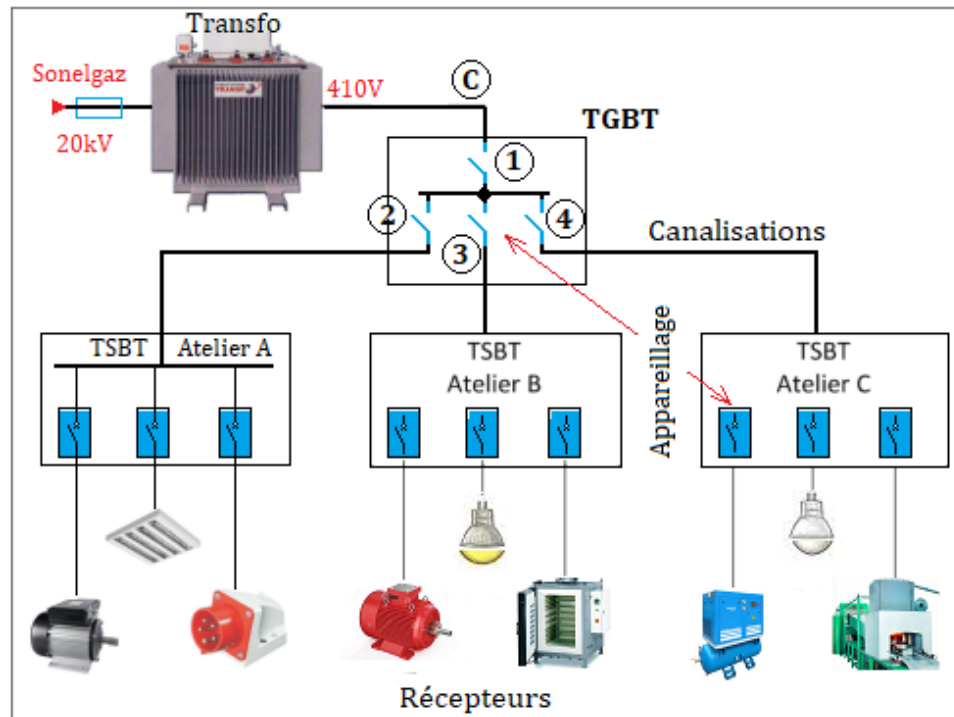 Transfo
Sonelgaz
20kV
410V
C
TGBT
1
2
3
4
Canalisations
Appareillage
TSBT Atelier A
TSBT
Atelier B
TSBT
Atelier C
Récepteurs